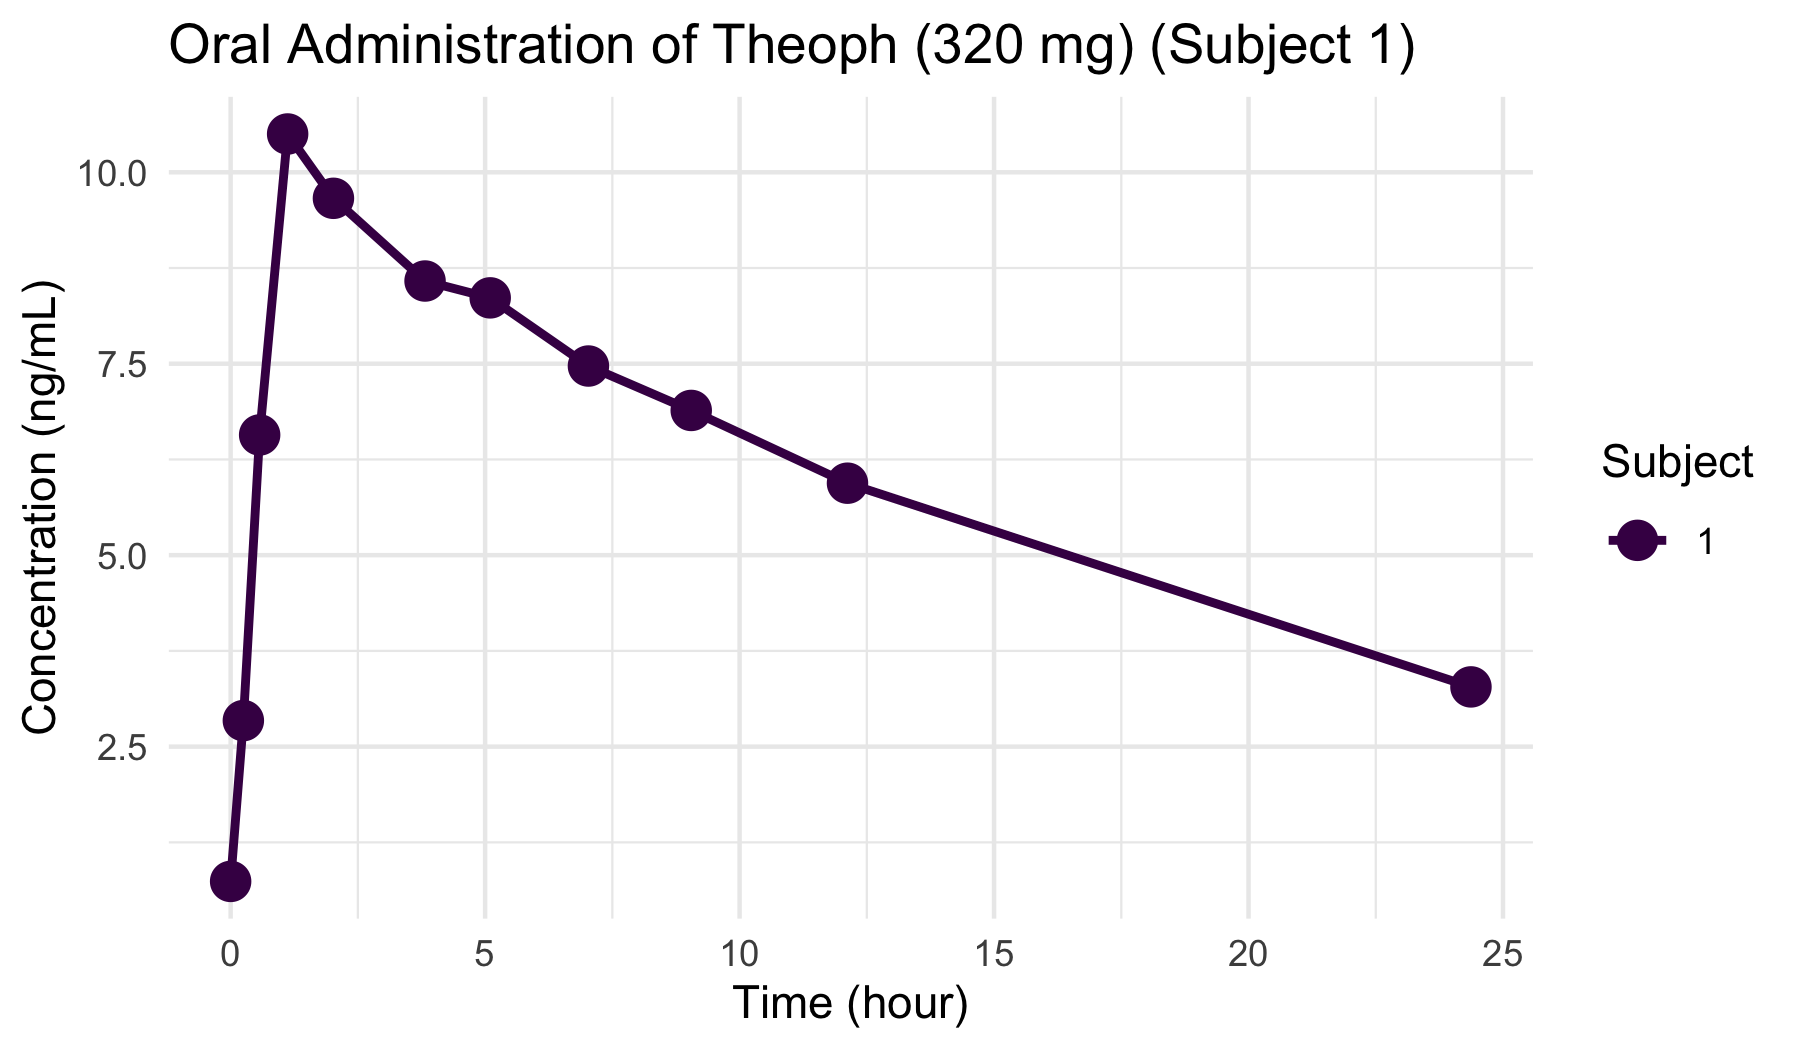 Oral Administration of Theoph (320 mg) (Subject 1)
Concentration (ng/mL)
10.0
7.5
5.0
2.5
0 5 10 15 20 25
Time (hour)
Subject
1